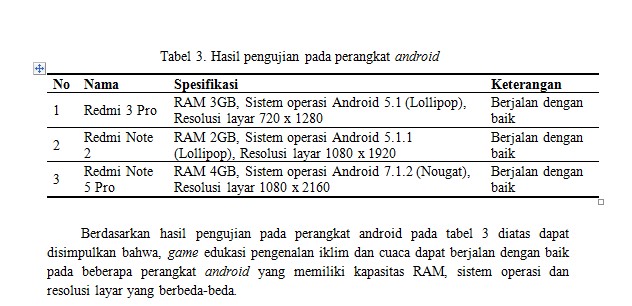 Tabel 3. Hasil pengujian pada perangkat android
No Nama Spesifikasi Keterangan
1 Redmi 3 Pro RAM 3GB, Sistem operasi Android 5.1 (Lollipop), Resolusi layar 720 x 1280 Berjalan dengan baik
2 Redmi Note 2 RAM 2GB, Sistem operasi Android 5.1.1 (Lollipop), Resolusi layar 1080 x 1920 Berjalan dengan baik
3 Redmi Note 5 Pro RAM 4GB, Sistem operasi Android 7.1.2 (Nougat), Resolusi layar 1080 x 2160 Berjalan dengan baik
Berdasarkan hasil pengujian pada perangkat android pada tabel 3 diatas dapat
disimpulkan bahwa, game edukasi pengenalan iklim dan cuaca dapat berjalan dengan baik
pada beberapa perangkat android yang memiliki kapasitas RAM, sistem operasi dan
resolusi layar yang berbeda-beda.